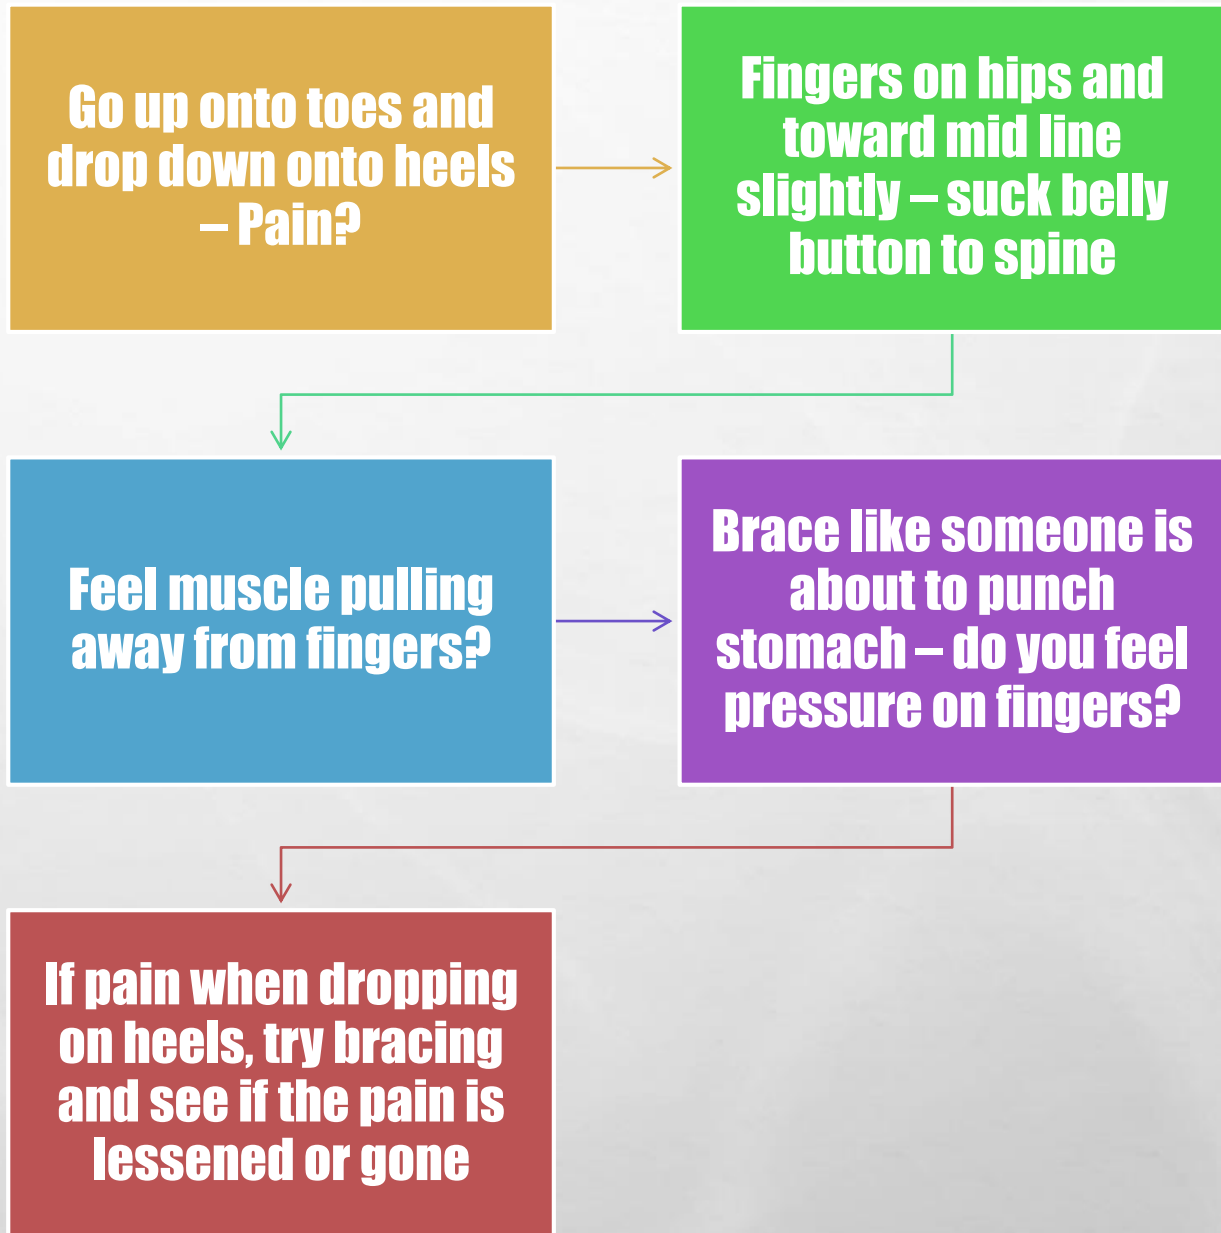 Go up onto toes and
drop down onto heels
– Pain?
Fingers on hips and
toward mid line
slightly – suck belly
button to spine
Feel muscle pulling
away from fingers?
Brace like someone is
about to punch
stomach – do you feel
pressure on fingers?
If pain when dropping
on heels, try bracing
and see if the pain is
lessened or gone